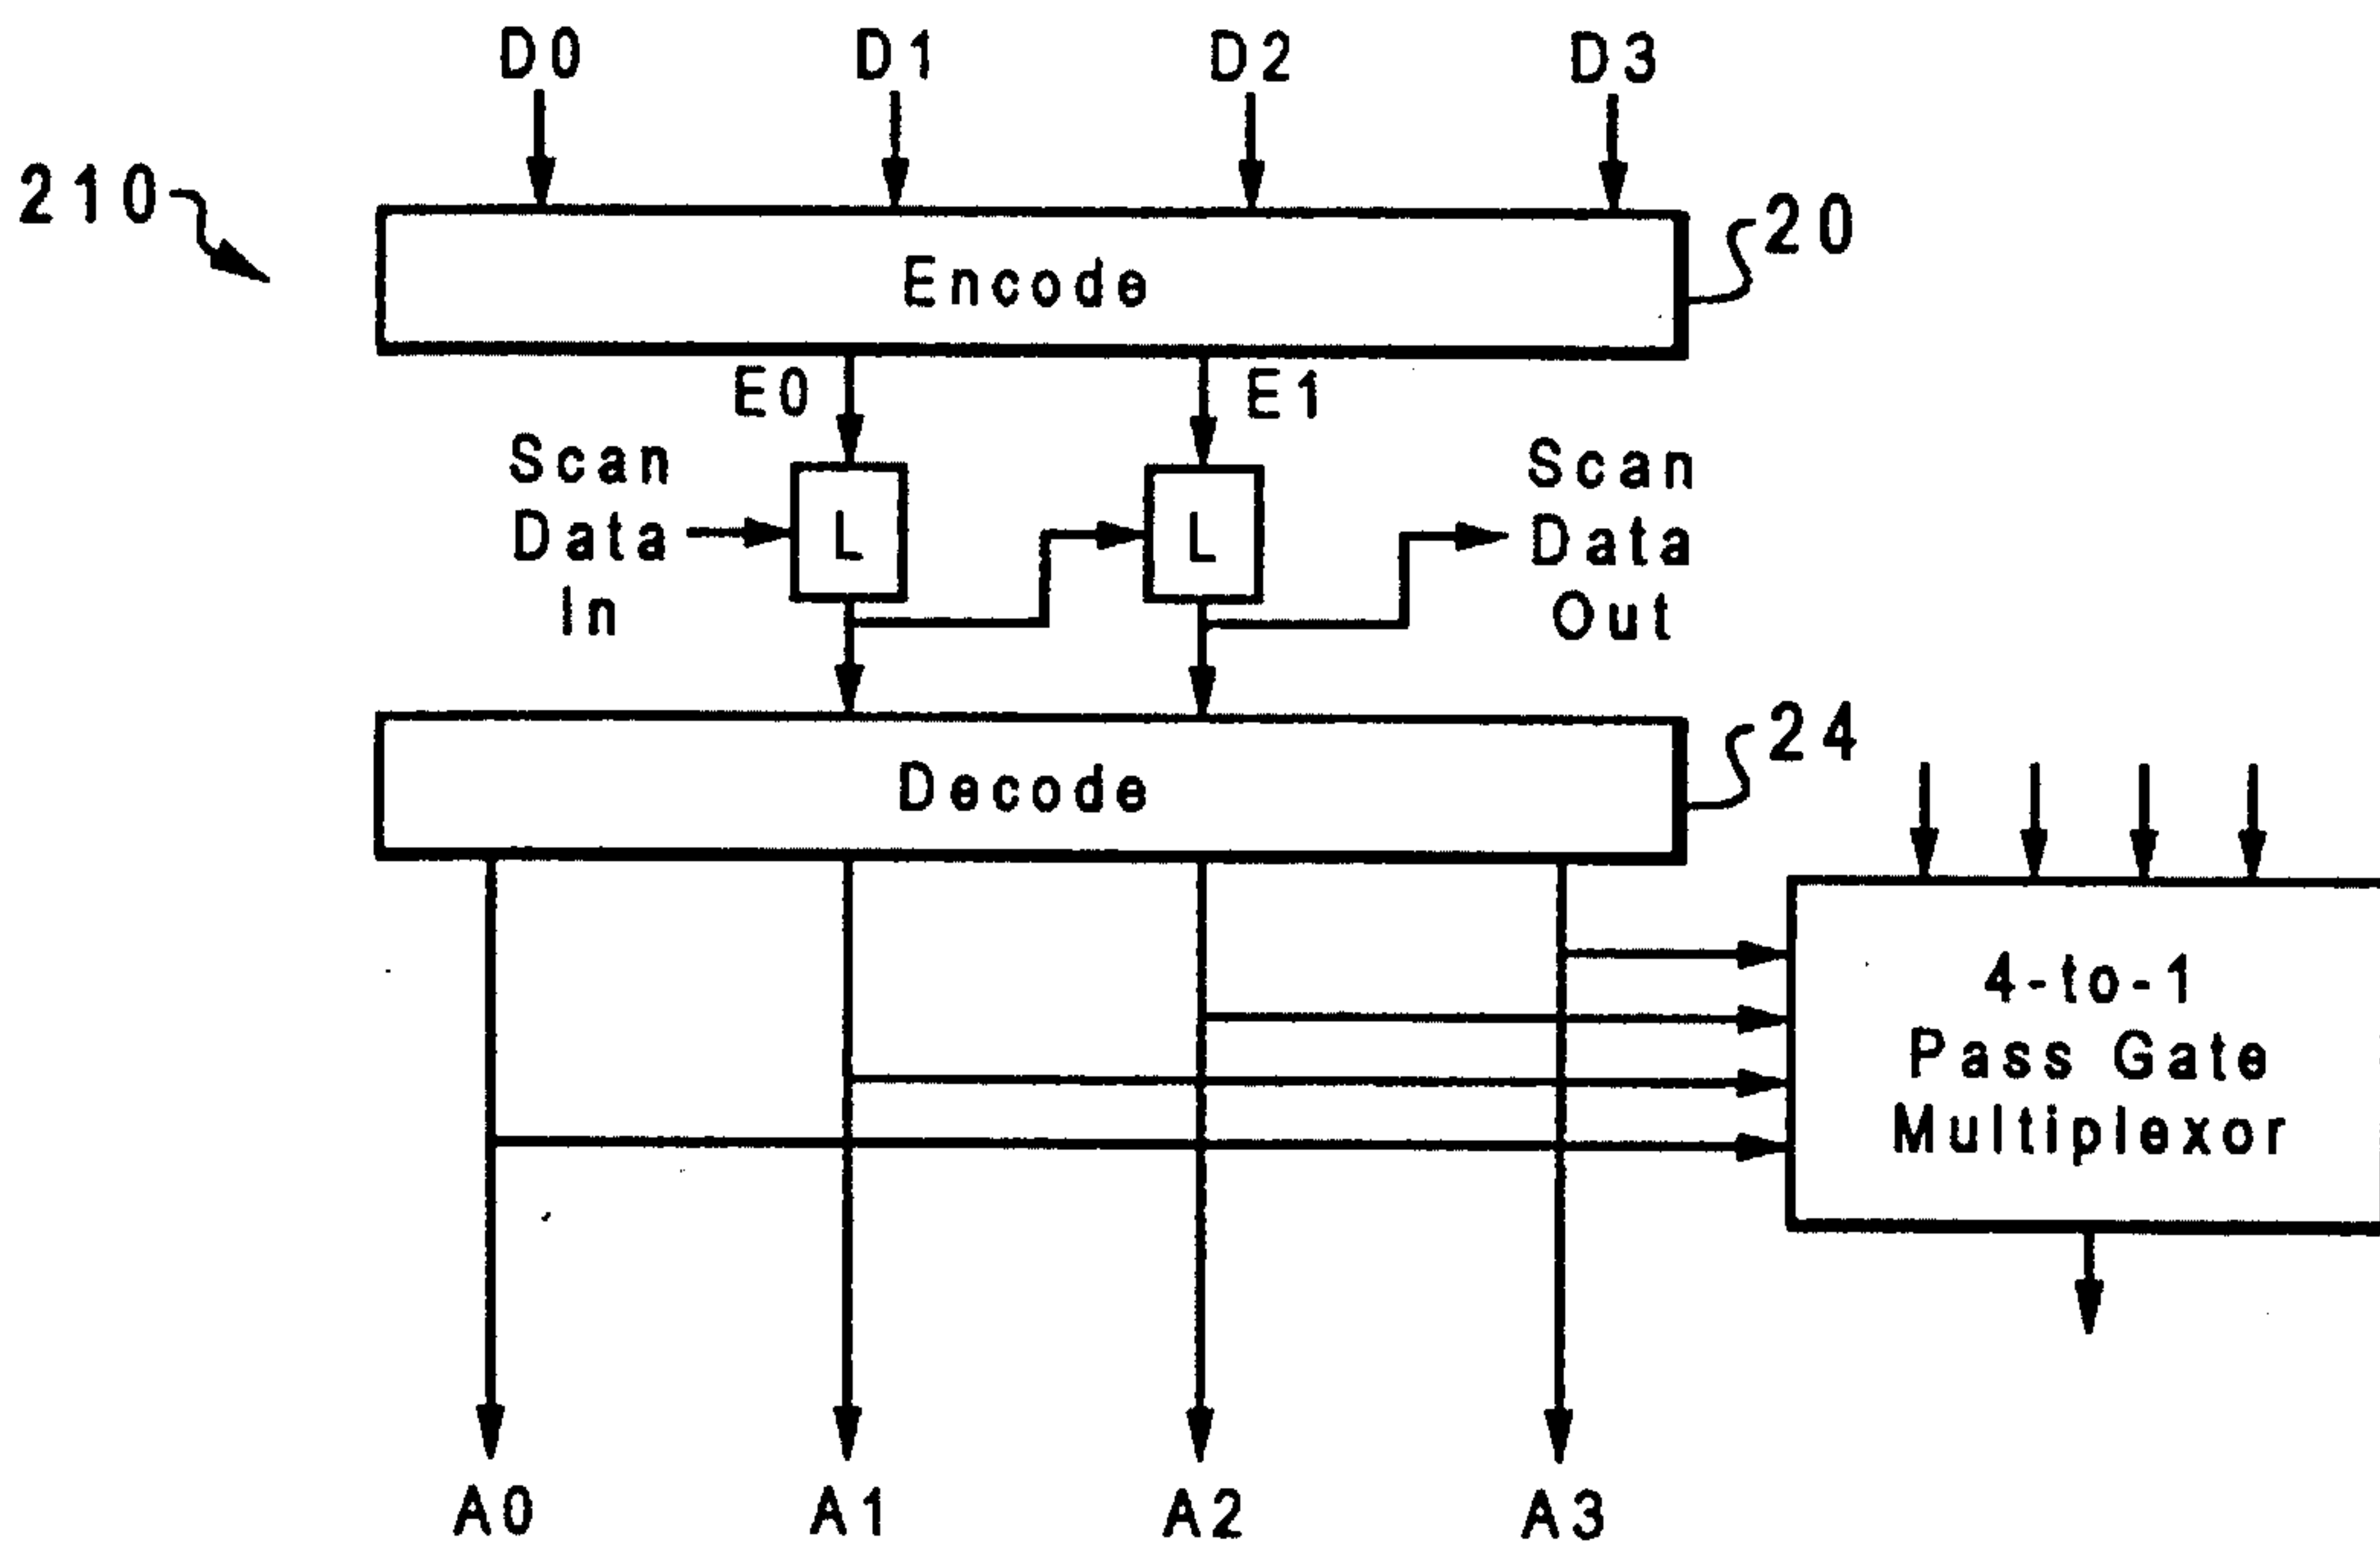 D0 D1 D2 D3
210
20
Encode
E0 E1
Scan
Data
In
L
L
Scan
Data
Out
24
Decode
4-to-1
Pass Gate
Multiplexor
A0 A1 A2 A3